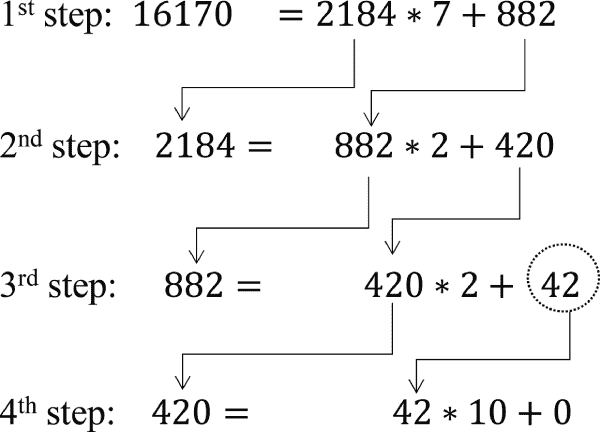 1st step: 16170 = 2184 * 7 + 882
2nd step: 2184 = 882 * 2 + 420
3rd step: 882 = 420 * 2 + 42
4th step: 420 = 42 * 10 + 0